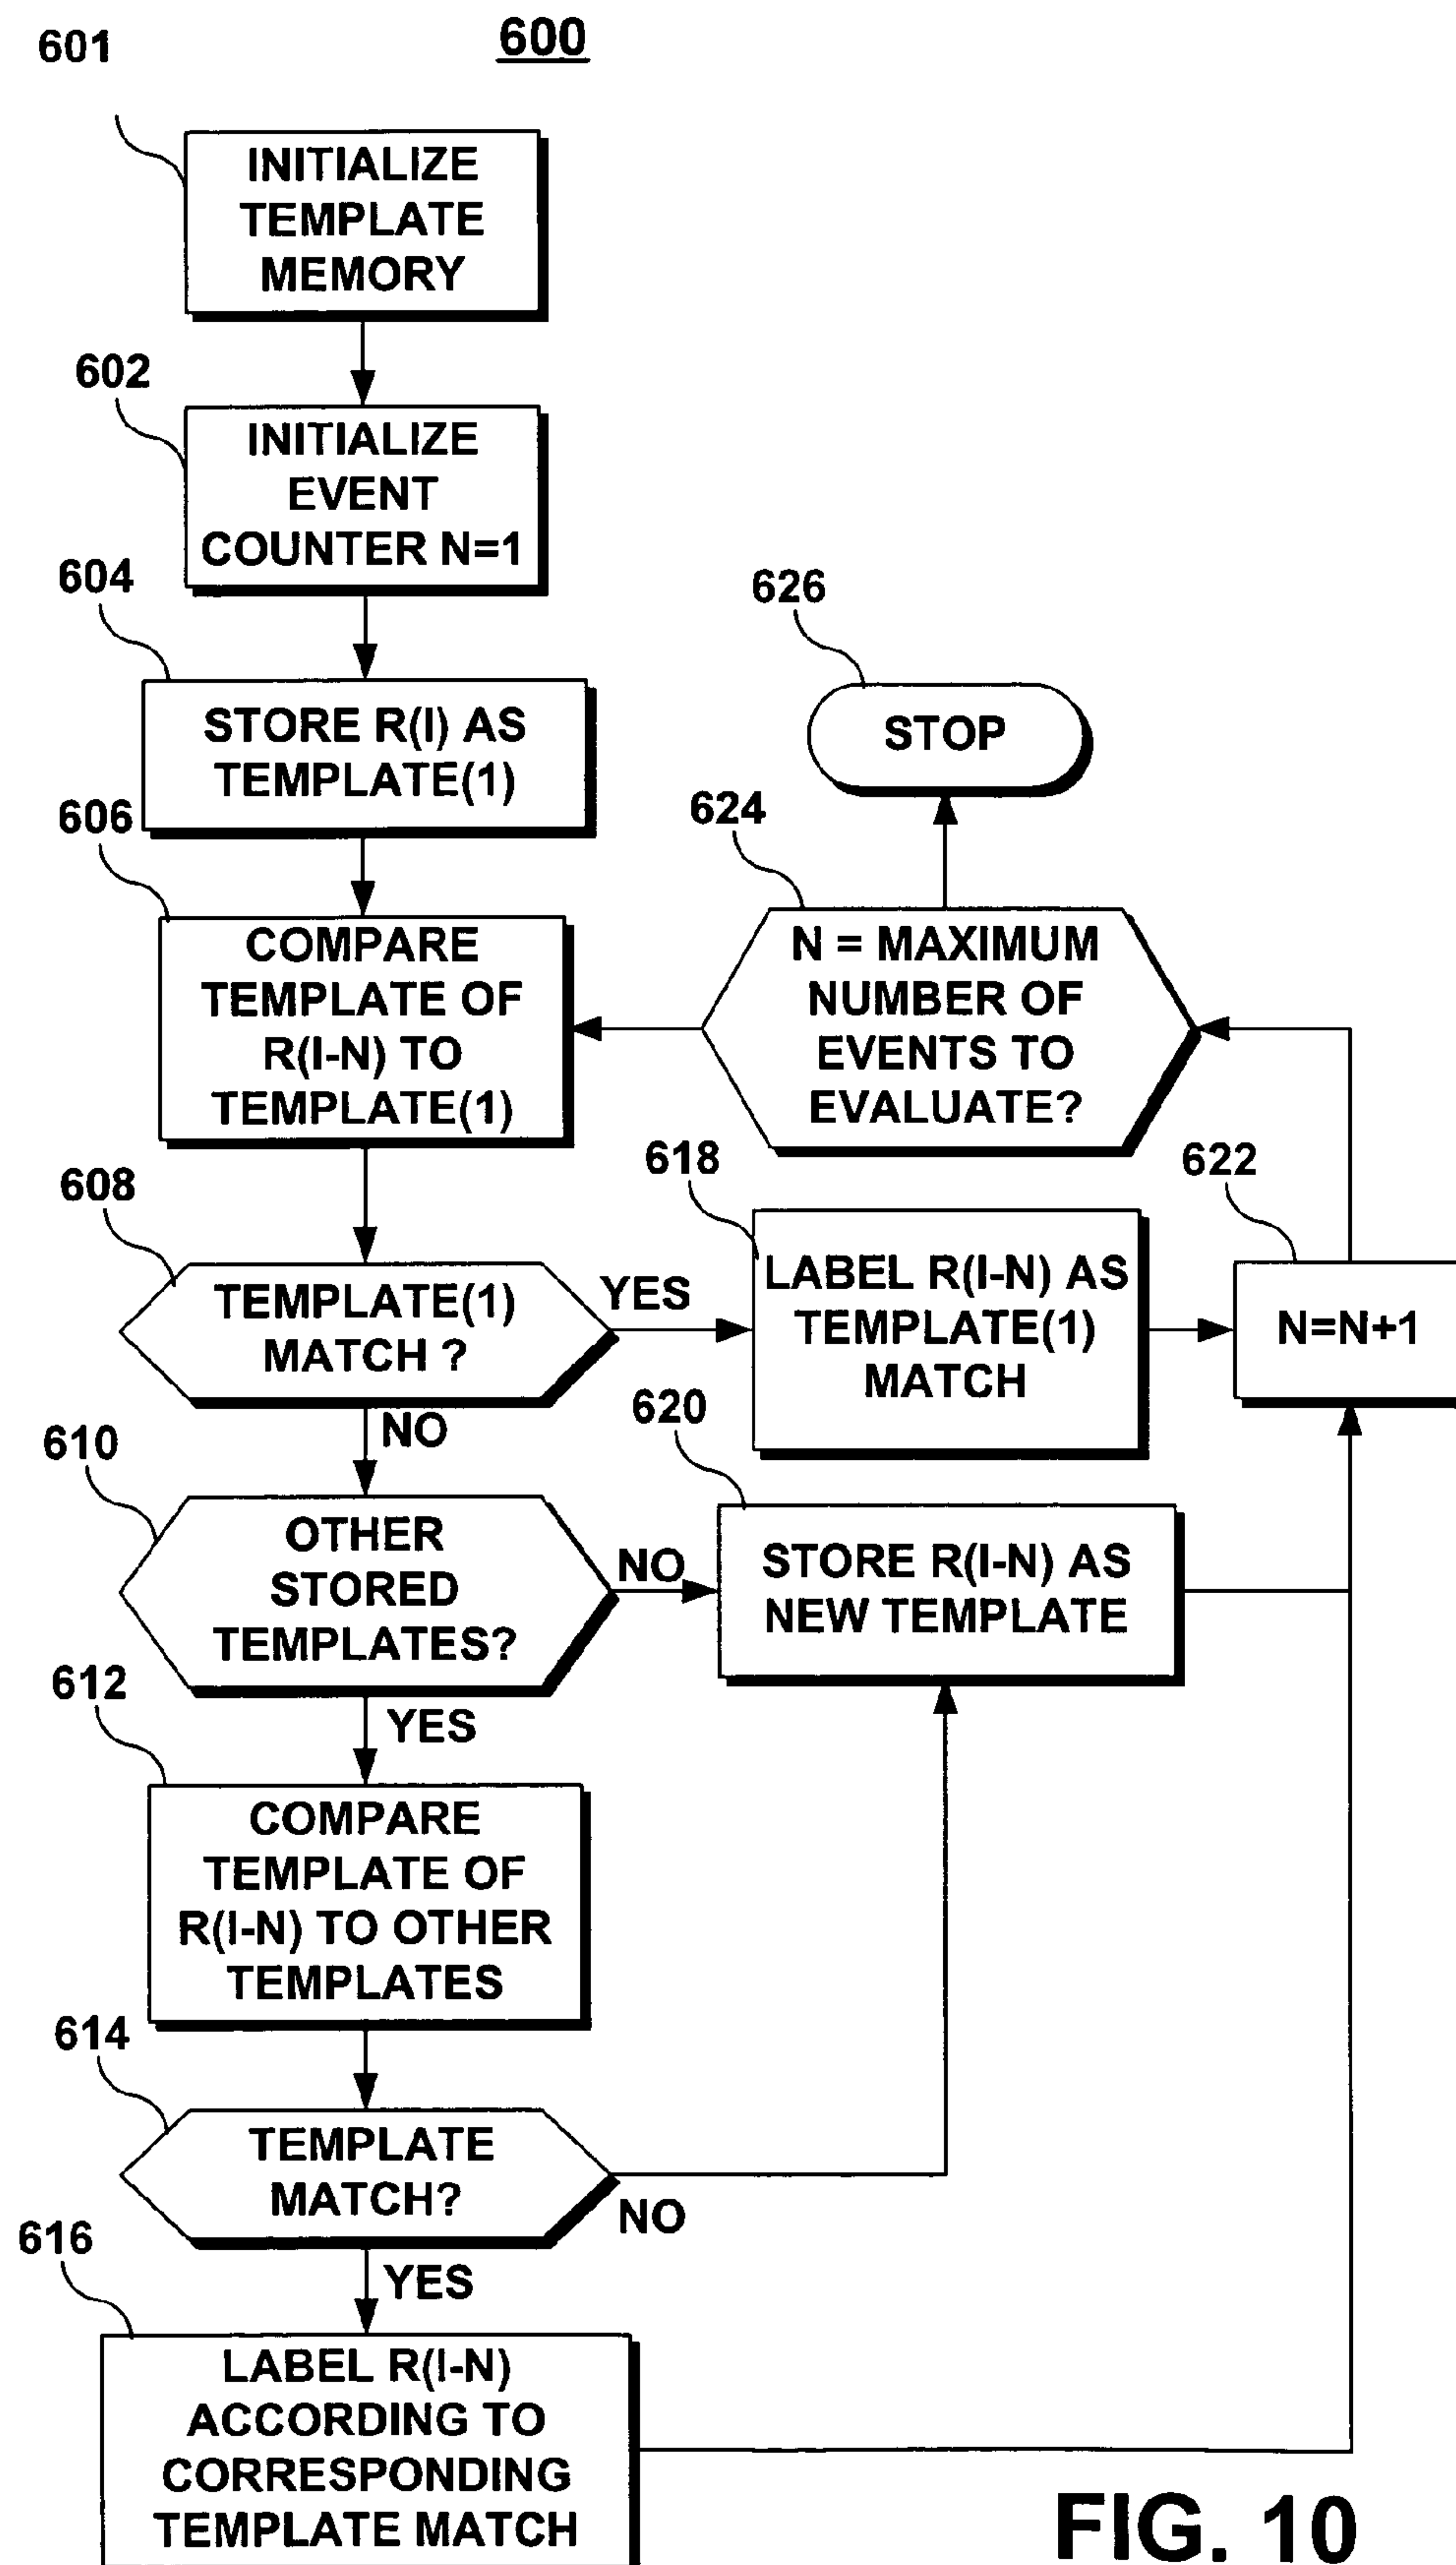 601
600
INITIALIZE
TEMPLATE
MEMORY
602
INITIALIZE
EVENT
COUNTER N=1
604
STORE R(I) AS
TEMPLATE(1)
606
COMPARE
TEMPLATE OF
R(I-N) TO
TEMPLATE(1)
608
TEMPLATE(1)
MATCH ?
YES
NO
610
OTHER
STORED
TEMPLATES?
NO
YES
612
COMPARE
TEMPLATE OF
R(I-N) TO OTHER
TEMPLATES
614
TEMPLATE
MATCH?
NO
YES
616
LABEL R(I-N)
ACCORDING TO
CORRESPONDING
TEMPLATE MATCH
618
LABEL R(I-N) AS
TEMPLATE(1)
MATCH
620
STORE R(I-N) AS
NEW TEMPLATE
622
N=N+1
624
N = MAXIMUM
NUMBER OF
EVENTS TO
EVALUATE?
626
STOP
FIG. 10